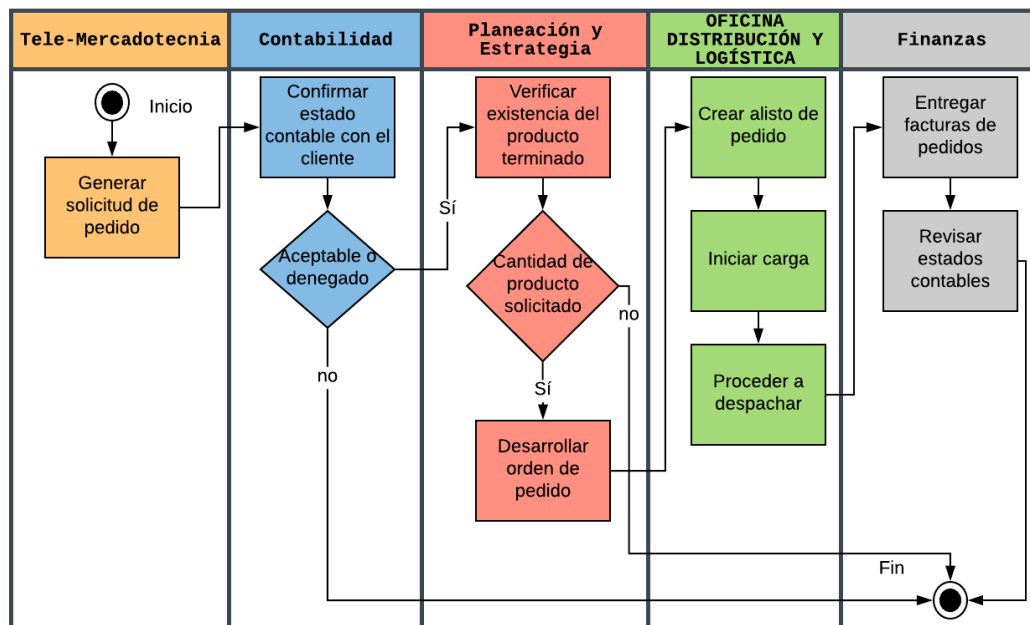 Tele-Mercadotecnia
Contabilidad
Planeación y
Estrategia
OFICINA
DISTRIBUCIÓN Y
LOGÍSTICA
Finanzas
Inicio
Generar
solicitud de
pedido
Confirmar
estado
contable con el
cliente
Aceptable o
denegado
no
Sí
Verificar
existencia del
producto
terminado
Cantidad de
producto
solicitado
no
Sí
Desarrollar
orden de
pedido
Crear alisto de
pedido
Iniciar carga
Proceder a
despachar
Entregar
facturas de
pedidos
Revisar
estados
contables
Fin